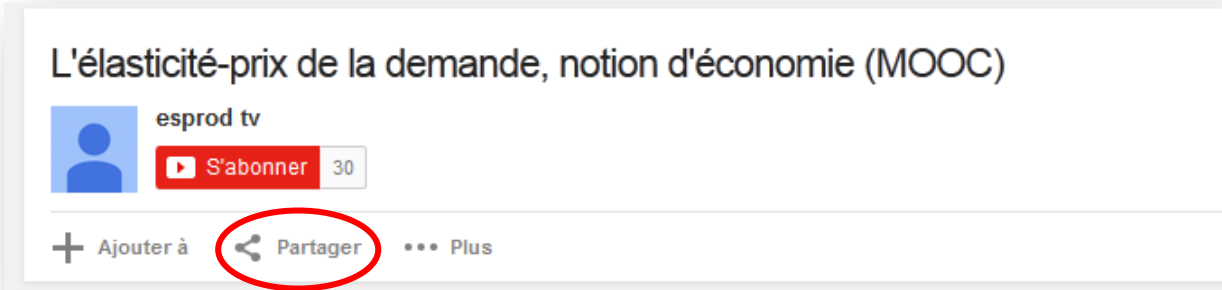 L'élasticité-prix de la demande, notion d'économie (MOOC)
esprod tv
S'abonner 30
Ajouter à Partager Plus